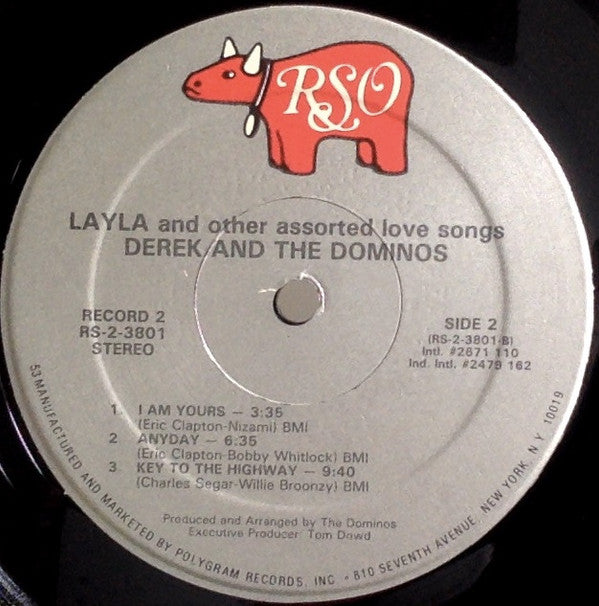 RSO
LAYLA and other assorted love songs
DEREK AND THE DOMINOS
RECORD 2
RS-2-3801
STEREO
SIDE 2
(RS-2-3801-B)
Intl. #2671 110
Ind. Intl. #2479 162
1. I AM YOURS – 3:35
(Eric Clapton-Nizami) BMI
2 ANYDAY – 6:35
(Eric Clapton-Bobby Whitlock) BMI
3 KEY TO THE HIGHWAY – 9:40
(Charles Segar-Willie Broonzy) BMI
Produced and Arranged by The Dominos
Executive Producer Tom Dowd
53 MANUFACTURED AND MARKETED BY POLYGRAM RECORDS, INC • 810 SEVENTH AVENUE, NEW YORK, N.Y. 10019